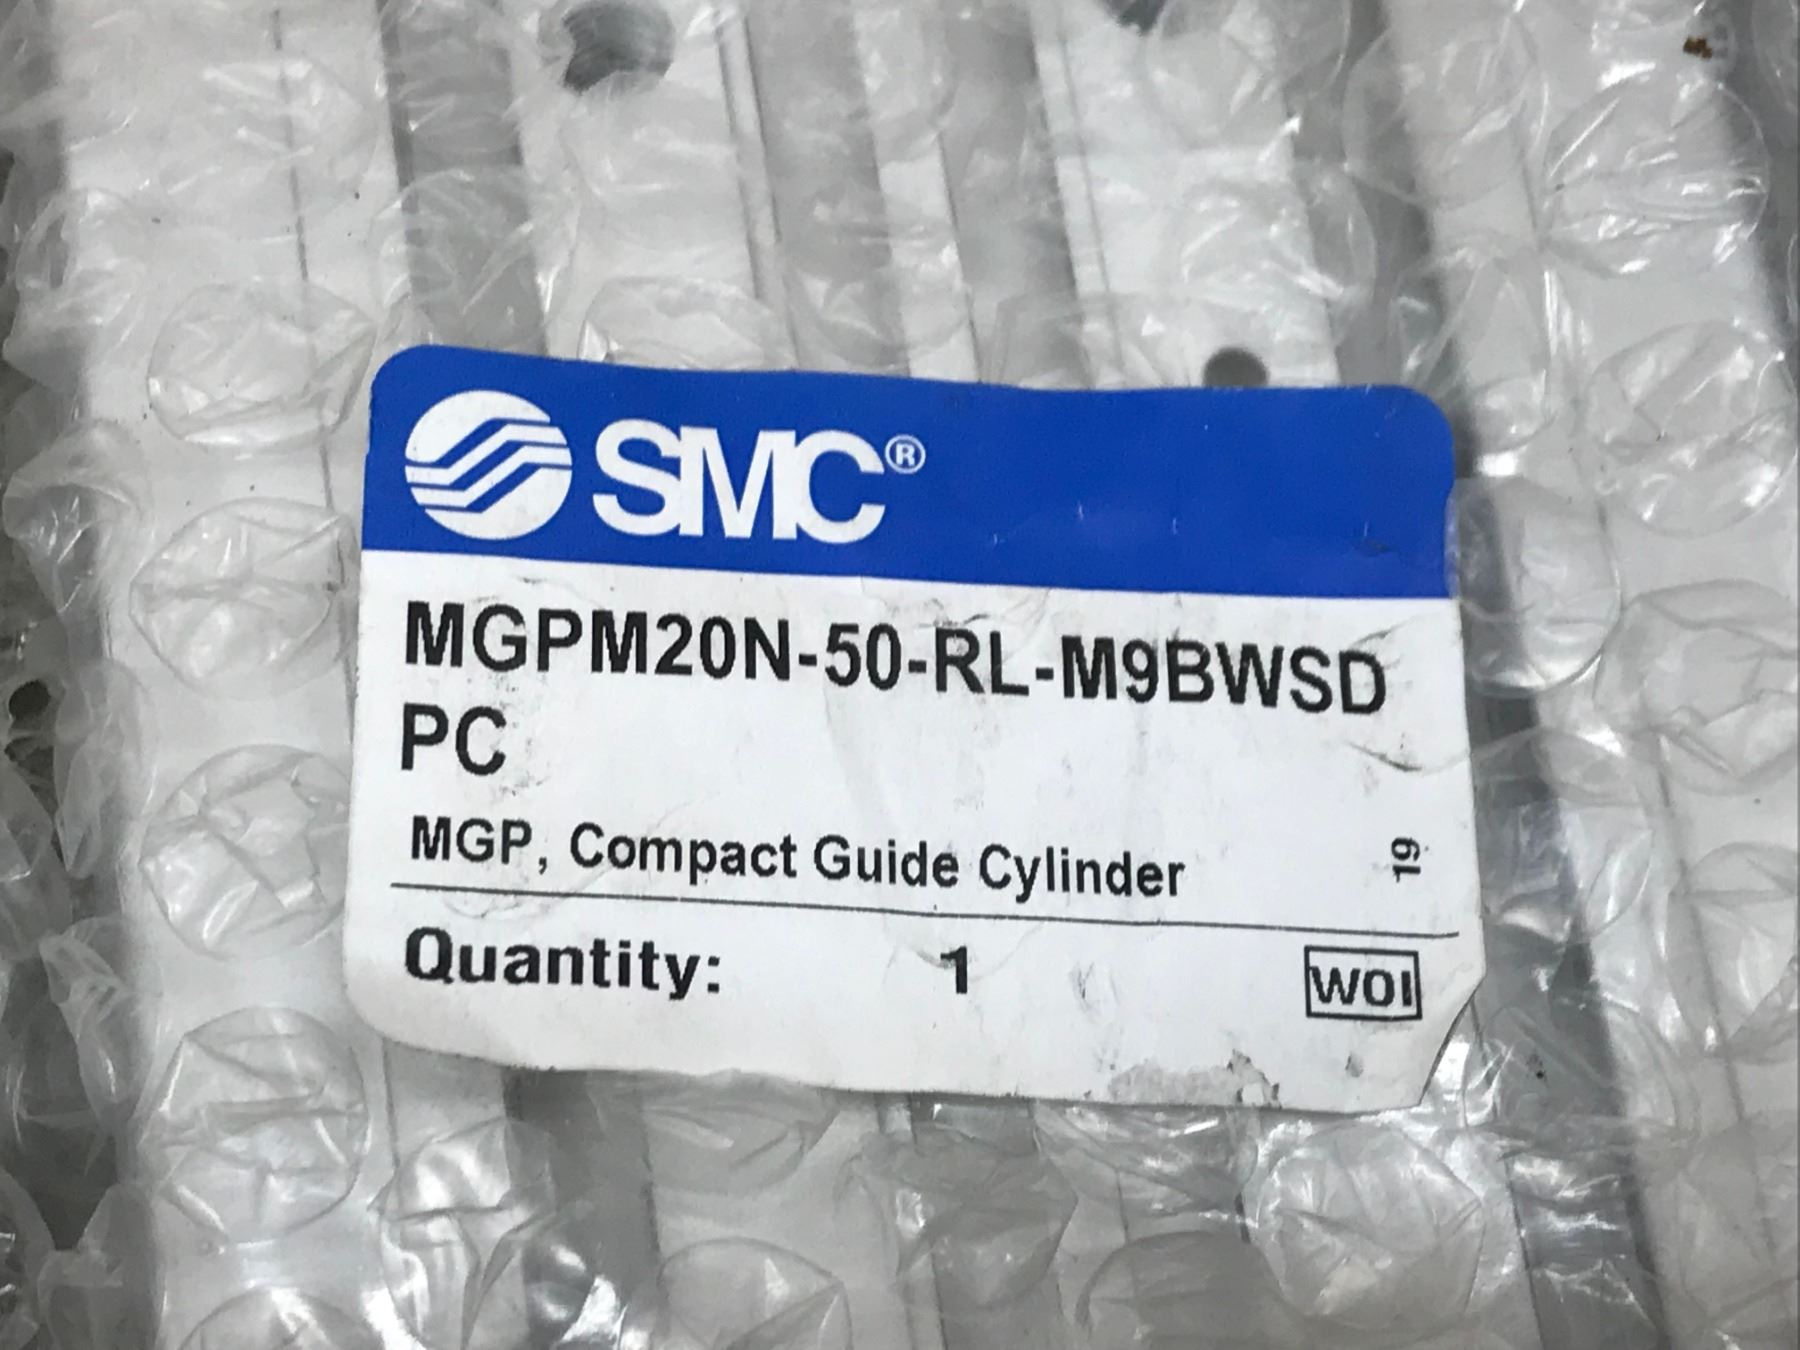 SMC®
MGPM20N-50-RL-M9BWSD
PC
MGP, Compact Guide Cylinder
19
Quantity: 1
WOI